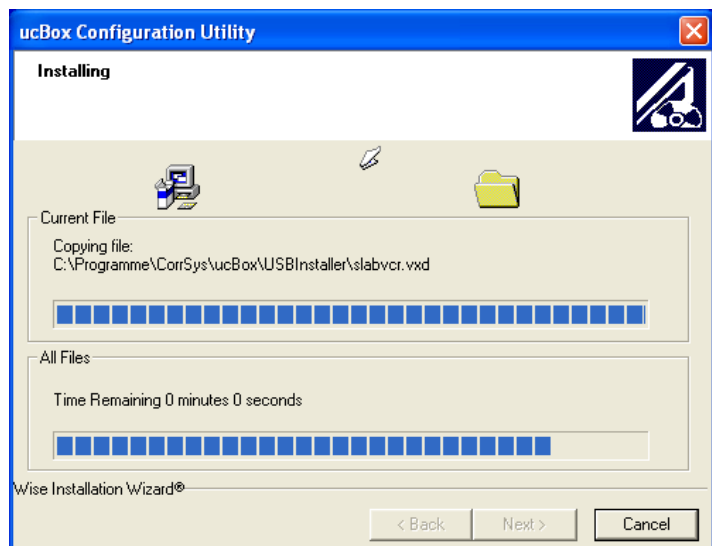 ucBox Configuration Utility
Installing
Current File
Copying file:
C:\Programme\CorrSys\ucBox\USBInstaller\slabvcr.vxd
All Files
Time Remaining 0 minutes 0 seconds
Wise Installation Wizard®
< Back Next > Cancel